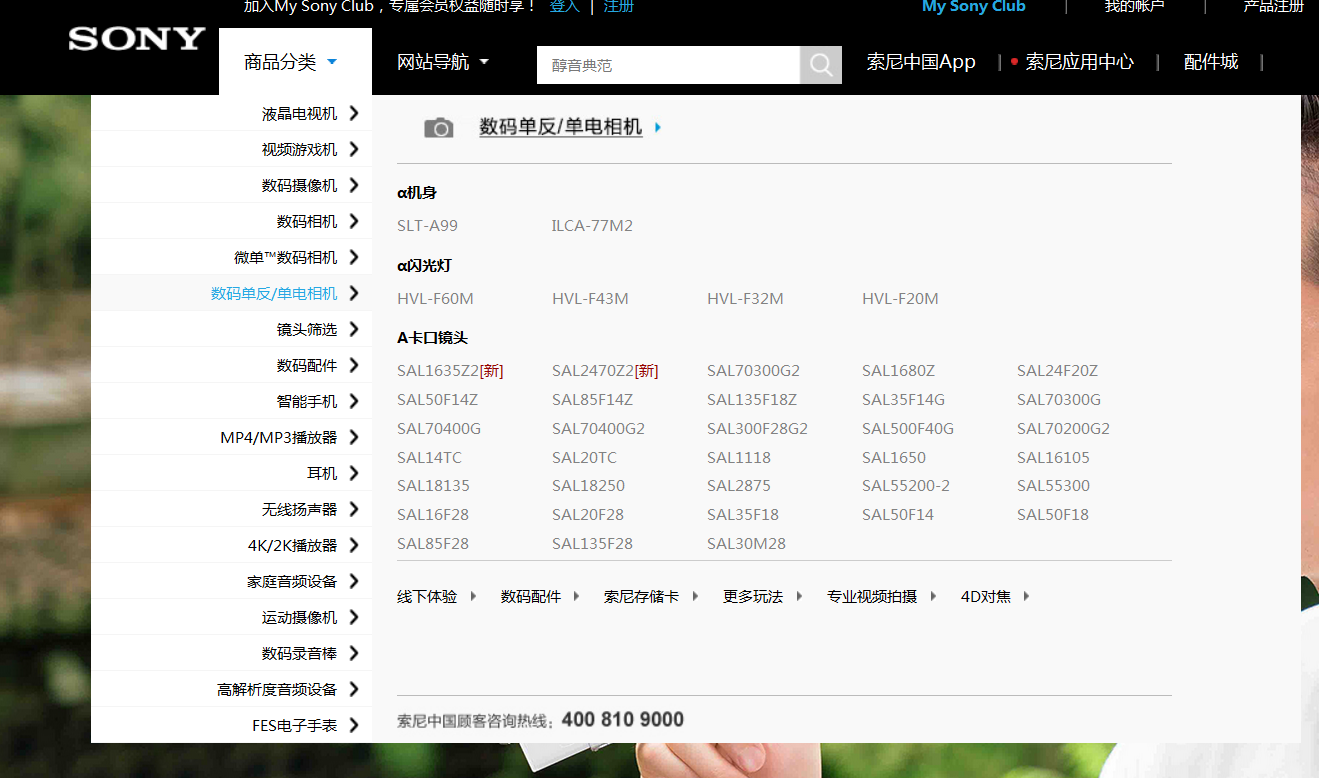 加入My Sony Club，专属会员权益随时享！ 登入 | 注册 My Sony Club | 我的帐户 | 产品注册
SONY 商品分类 网站导航 醇音典范 索尼中国App | 索尼应用中心 | 配件城 |
液晶电视机
视频游戏机
数码摄像机
数码相机
微单™数码相机
数码单反/单电相机
镜头筛选
数码配件
智能手机
MP4/MP3播放器
耳机
无线扬声器
4K/2K播放器
家庭音频设备
运动摄像机
数码录音棒
高解析度音频设备
FES电子手表
数码单反/单电相机
α机身
SLT-A99 ILCA-77M2
α闪光灯
HVL-F60M HVL-F43M HVL-F32M HVL-F20M
A卡口镜头
SAL1635Z2[新] SAL2470Z2[新] SAL70300G2 SAL1680Z SAL24F20Z
SAL50F14Z SAL85F14Z SAL135F18Z SAL35F14G SAL70300G
SAL70400G SAL70400G2 SAL300F28G2 SAL500F40G SAL70200G2
SAL14TC SAL20TC SAL1118 SAL1650 SAL16105
SAL18135 SAL18250 SAL2875 SAL55200-2 SAL55300
SAL16F28 SAL20F28 SAL35F18 SAL50F14 SAL50F18
SAL85F28 SAL135F28 SAL30M28
线下体验 数码配件 索尼存储卡 更多玩法 专业视频拍摄 4D对焦
索尼中国顾客咨询热线：400 810 9000